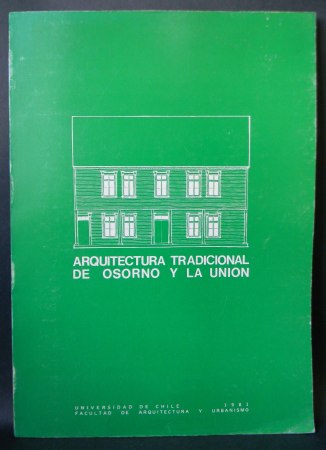 ARQUITECTURA TRADICIONAL
DE OSORNO Y LA UNION
UNIVERSIDAD DE CHILE 1981
FACULTAD DE ARQUITECTURA Y URBANISMO